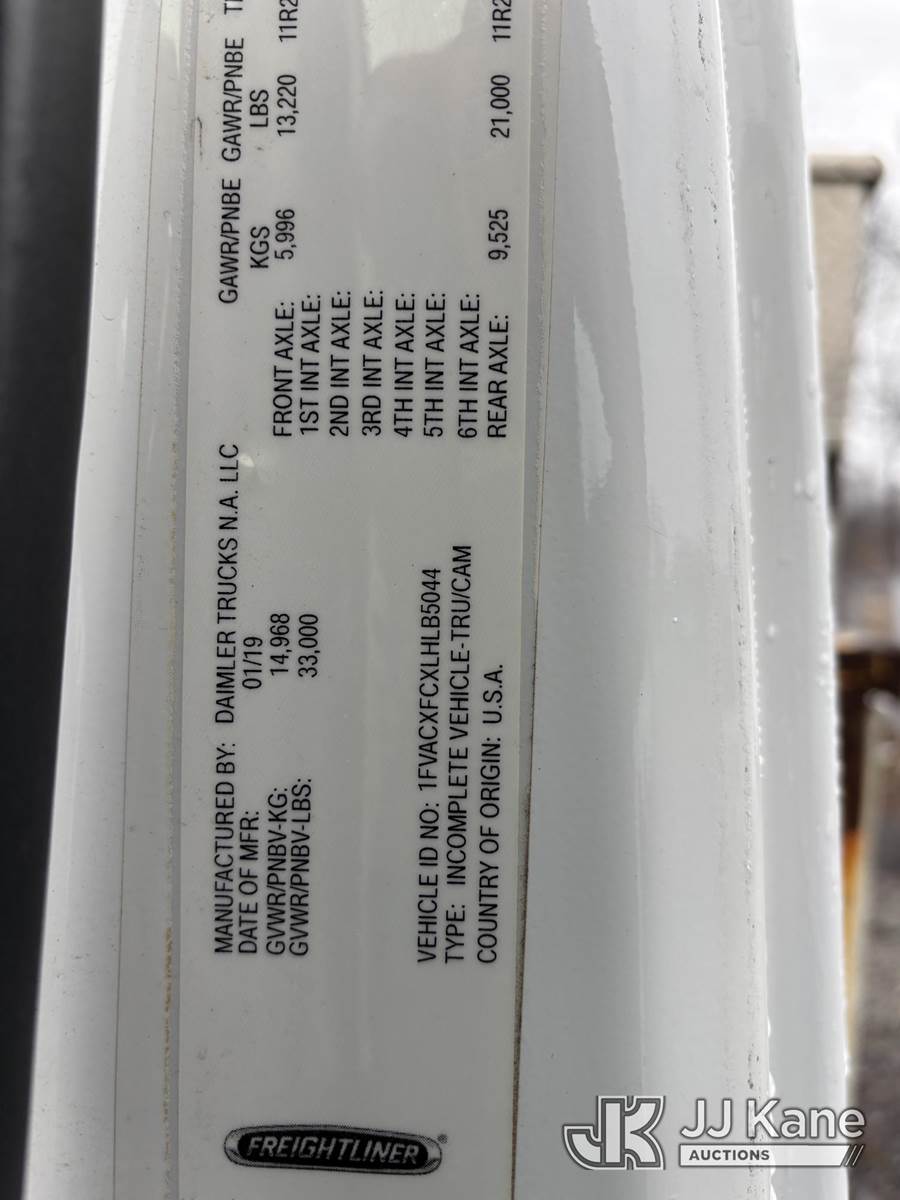 FREIGHTLINER®
MANUFACTURED BY: DAIMLER TRUCKS N.A. LLC
DATE OF MFR: 01/19
GVWR/PNBV-KG: 14,968
GVWR/PNBV-LBS: 33,000
VEHICLE ID NO: 1FVACXFCXLHLB5044
TYPE: INCOMPLETE VEHICLE-TRU/CAM
COUNTRY OF ORIGIN: U.S.A.
GAWR/PNBE GAWR/PNBE
KGS LBS
FRONT AXLE: 5,996 13,220 11R2
1ST INT AXLE:
2ND INT AXLE:
3RD INT AXLE:
4TH INT AXLE:
5TH INT AXLE:
6TH INT AXLE:
REAR AXLE: 9,525 21,000 11R2
JK JJ Kane
AUCTIONS